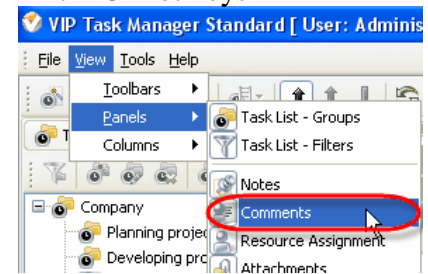 VIP Task Manager Standard [ User: Adminis
File View Tools Help
Toolbars
Panels
Task List - Groups
Columns
Task List - Filters
Notes
Company
Comments
Planning projec
Resource Assignment
Developing pro
Attachments